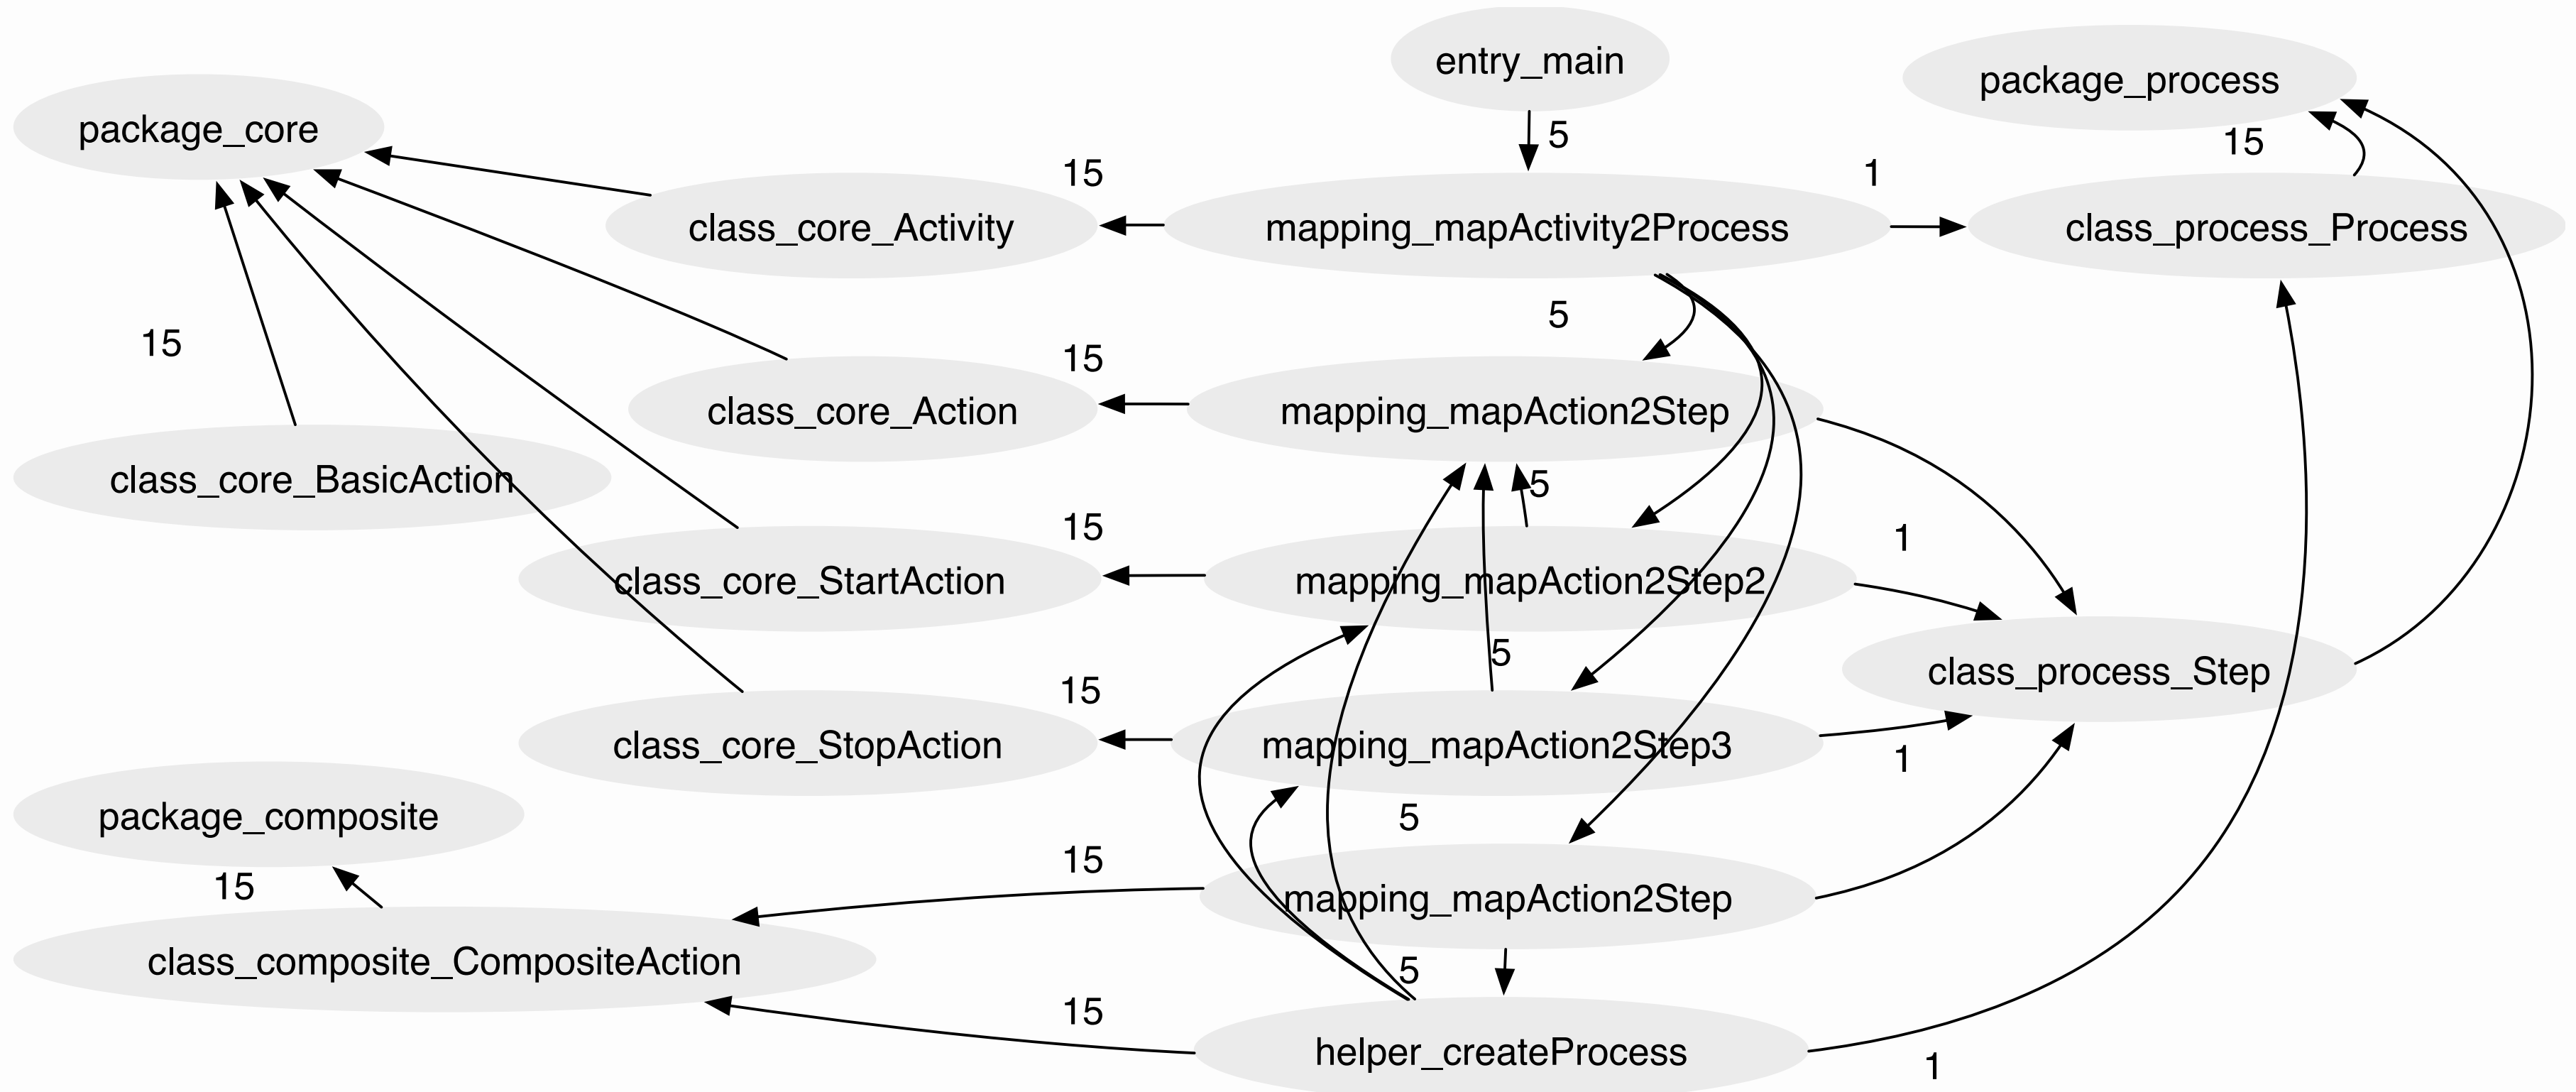 entry_main
package_process
package_core
5
15
15
1
class_core_Activity
mapping_mapActivity2Process
class_process_Process
5
15
15
class_core_Action
mapping_mapAction2Step
class_core_BasicAction
5
15
1
class_core_StartAction
mapping_mapAction2Step2
5
class_process_Step
15
class_core_StopAction
mapping_mapAction2Step3
1
package_composite
5
15
15
mapping_mapAction2Step
class_composite_CompositeAction
5
15
helper_createProcess
1